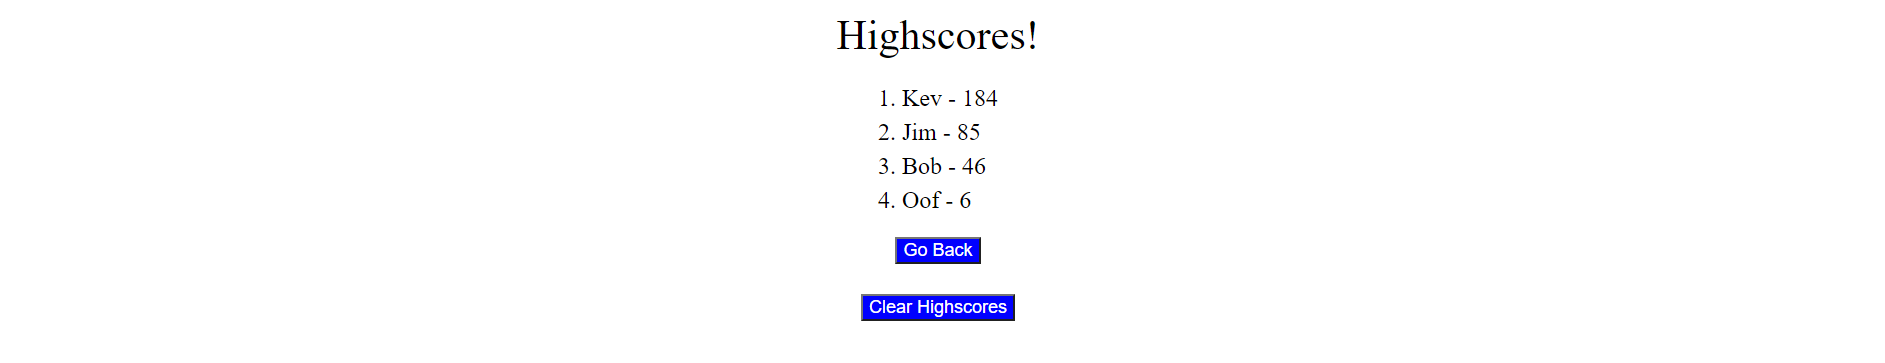 Highscores!
1. Kev - 184
2. Jim - 85
3. Bob - 46
4. Oof - 6
Go Back
Clear Highscores